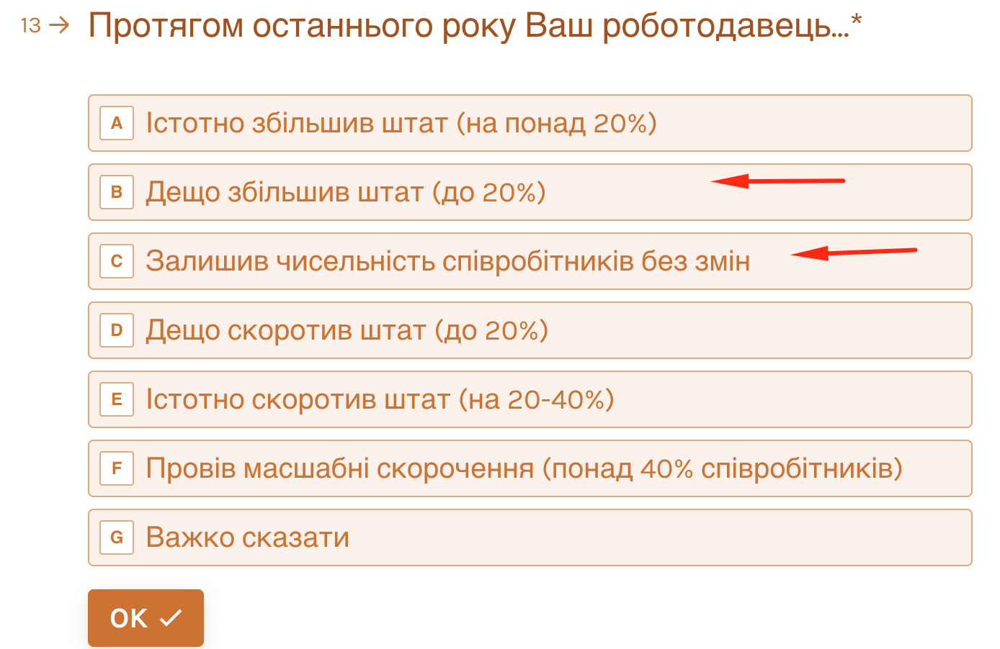 13 → Протягом останнього року Ваш роботодавець...*
A Істотно збільшив штат (на понад 20%)
B Дещо збільшив штат (до 20%)
C Залишив чисельність співробітників без змін
D Дещо скоротив штат (до 20%)
E Істотно скоротив штат (на 20-40%)
F Провів масшабні скорочення (понад 40% співробітників)
G Важко сказати
OK ✓